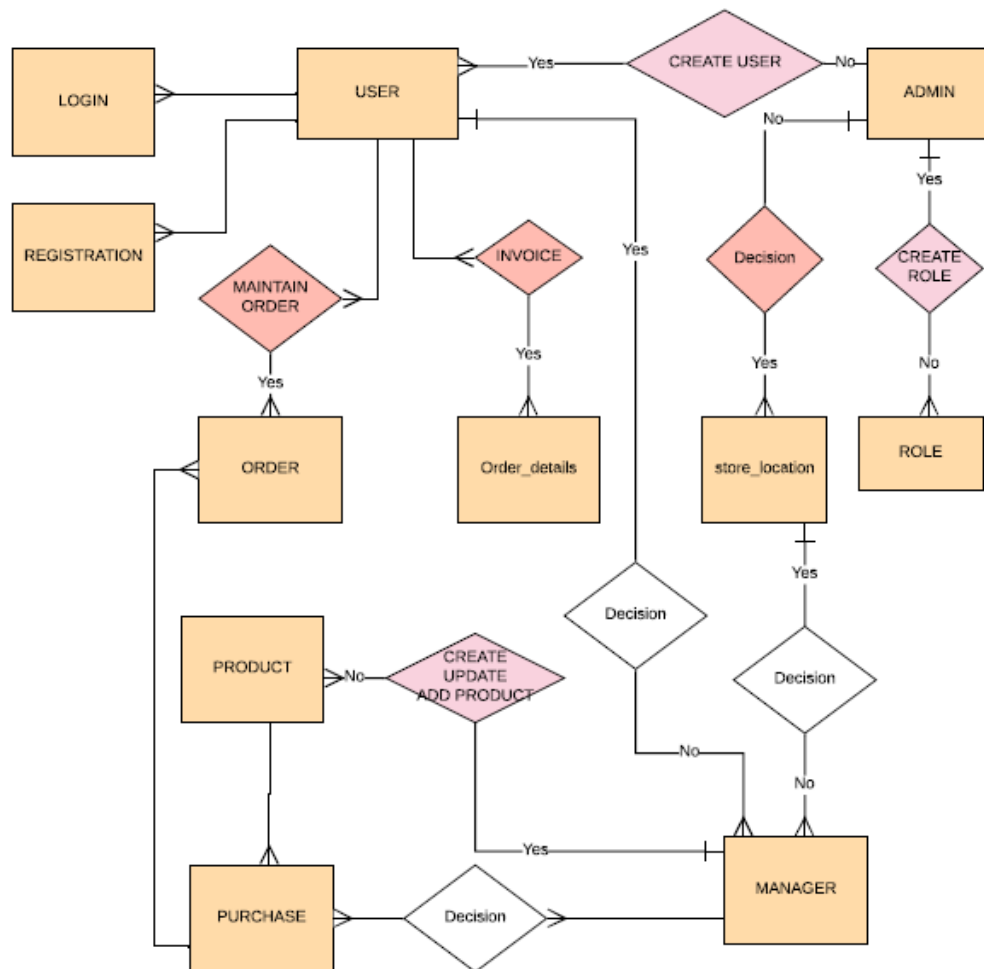 CREATE USER
Yes
No
LOGIN
USER
ADMIN
No
Yes
REGISTRATION
Yes
INVOICE
Decision
CREATE
ROLE
MAINTAIN
ORDER
Yes
Yes
Yes
No
ORDER
Order_details
store_location
ROLE
Yes
Decision
PRODUCT
No
CREATE
UPDATE
ADD PRODUCT
Decision
No
No
Yes
MANAGER
PURCHASE
Decision